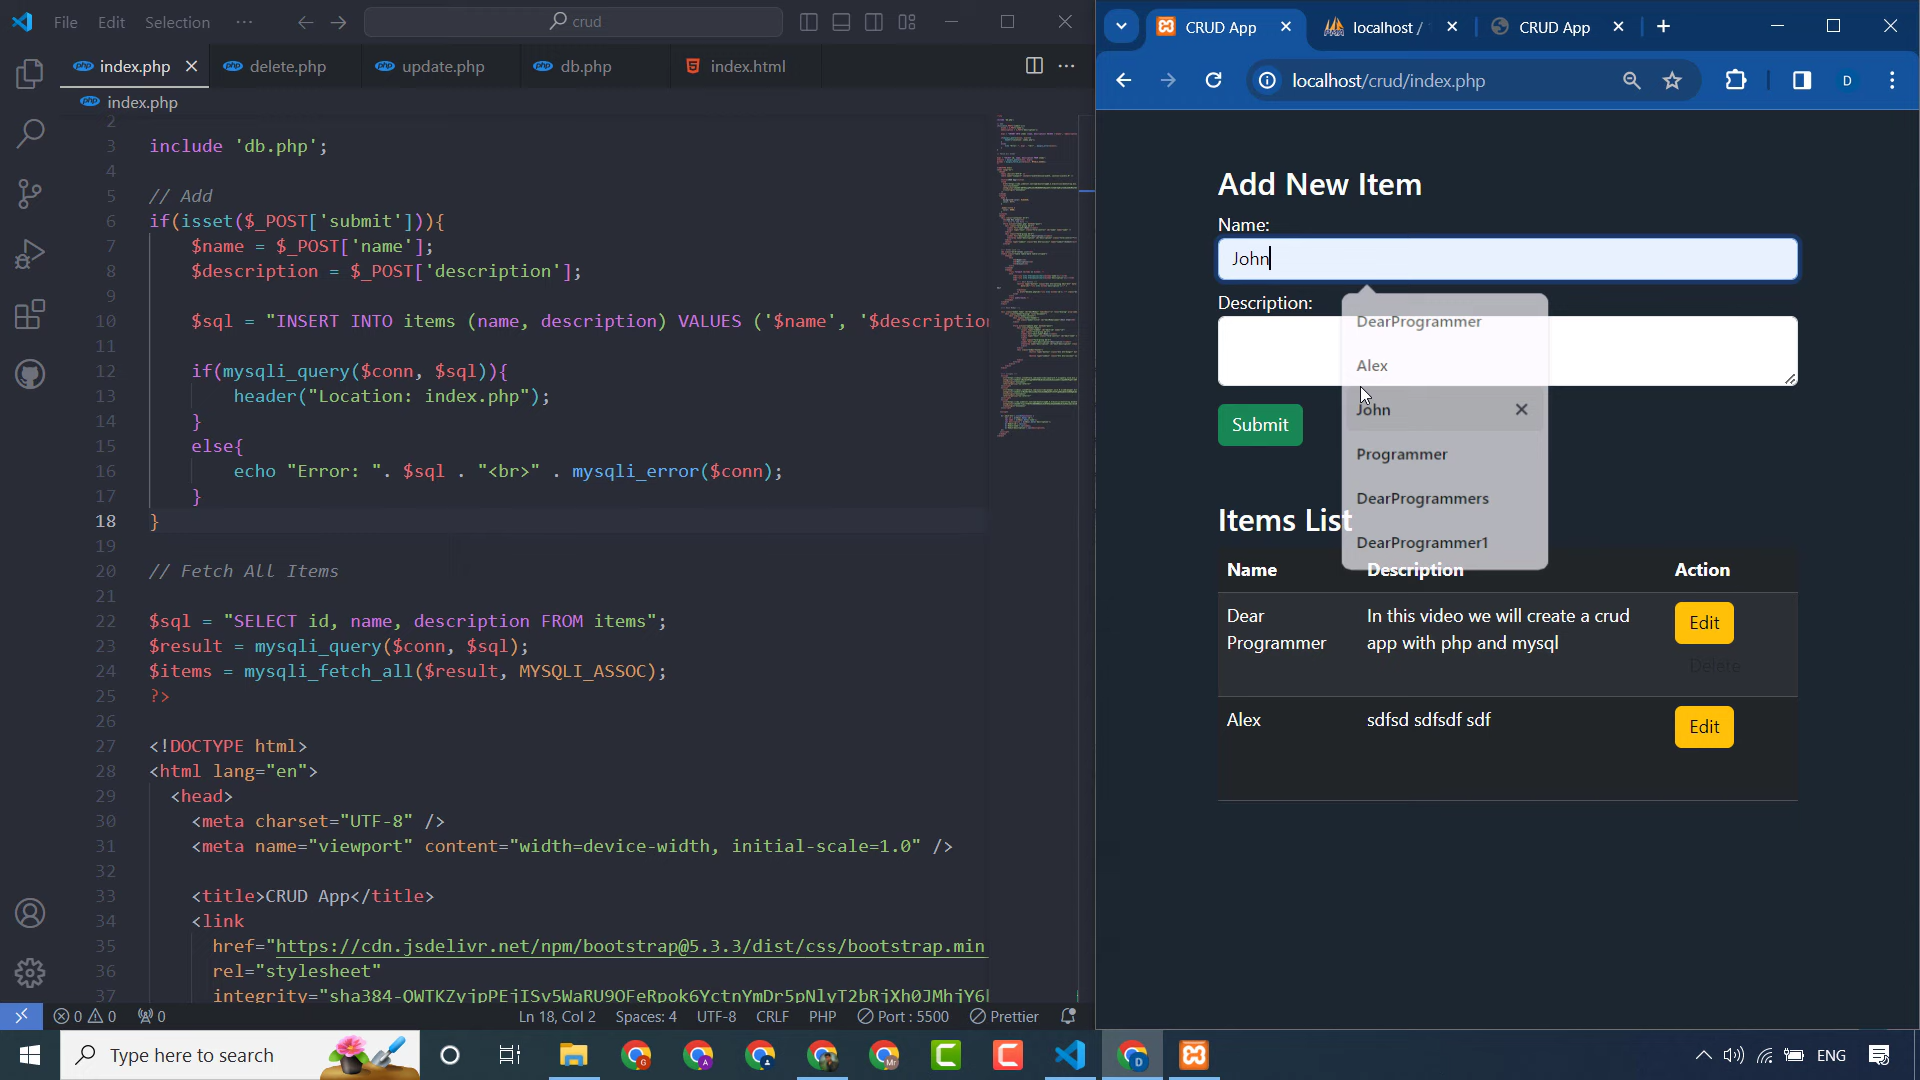 File Edit Selection ···
crud
index.php
delete.php
update.php
db.php
index.html
index.php
2
3 include 'db.php';
4
5 // Add
6 if(isset($_POST['submit'])){
7 $name = $_POST['name'];
8 $description = $_POST['description'];
9
10 $sql = "INSERT INTO items (name, description) VALUES ('$name', '$description
11
12 if(mysqli_query($conn, $sql)){
13 header("Location: index.php");
14 }
15 else{
16 echo "Error: ". $sql . "<br>" . mysqli_error($conn);
17 }
18 }
19
20 // Fetch All Items
21
22 $sql = "SELECT id, name, description FROM items";
23 $result = mysqli_query($conn, $sql);
24 $items = mysqli_fetch_all($result, MYSQLI_ASSOC);
25 ?>
26
27 <!DOCTYPE html>
28 <html lang="en">
29 <head>
30 <meta charset="UTF-8" />
31 <meta name="viewport" content="width=device-width, initial-scale=1.0" />
32
33 <title>CRUD App</title>
34 <link
35 href="https://cdn.jsdelivr.net/npm/bootstrap@5.3.3/dist/css/bootstrap.min
36 rel="stylesheet"
37
0 0 0
Ln 18, Col 2 Spaces: 4 UTF-8 CRLF PHP Port : 5500 Prettier
CRUD App
localhost /
CRUD App
localhost/crud/index.php
D
Add New Item
Name:
John
Description:
DearProgrammer
Alex
John
Programmer
DearProgrammers
DearProgrammer1
Submit
Items List
Name Description Action
Dear Programmer
In this video we will create a crud
app with php and mysql
Edit
Delete
Alex
sdfsd sdfsdf sdf
Edit
Type here to search
ENG